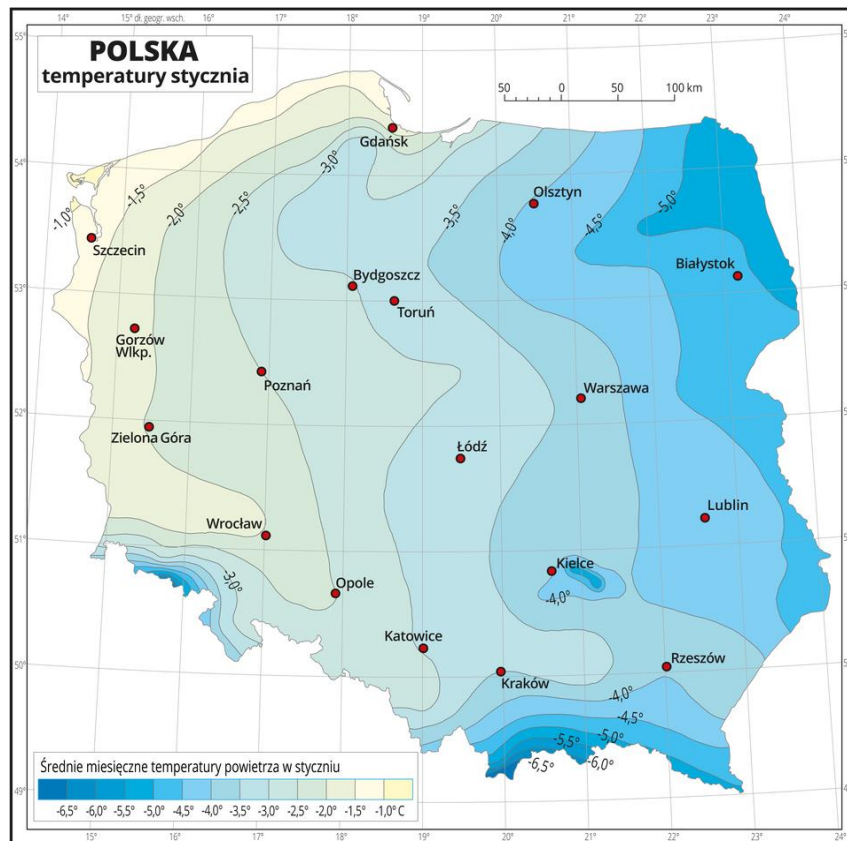 14° 15° dł. geogr. wsch. 16° 17° 18° 19° 20° 21° 22° 23° 24°
55°
POLSKA
temperatury stycznia
50 0 50 100 km
Gdańsk
54°
-3,0°
-1,5°
-2,0°
-2,5°
-3,5°
-4,0°
-4,5°
-5,0°
-1,0°
Olsztyn
Szczecin
Białystok
Bydgoszcz
53°
Toruń
Gorzów
Wlkp.
Poznań
Warszawa
52°
Zielona Góra
Łódź
Wrocław
Lublin
51°
-3,0°
Opole
Kielce
-4,0°
Katowice
Rzeszów
50°
Kraków
-4,0°
-4,5°
-5,0°
-5,5°
-6,0°
-6,5°
Średnie miesięczne temperatury powietrza w styczniu
-6,5° -6,0° -5,5° -5,0° -4,5° -4,0° -3,5° -3,0° -2,5° -2,0° -1,5° -1,0° C
49°
15° 16° 17° 18° 19° 20° 21° 22° 23° 24°